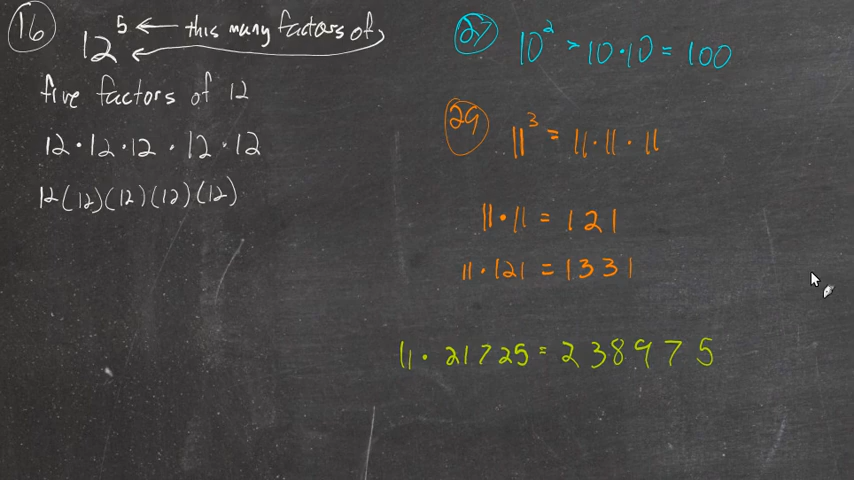 16
12^5 ← this many factors of
five factors of 12
12 · 12 · 12 · 12 · 12
12(12)(12)(12)(12)
27
10^2 = 10·10 = 100
29
11^3 = 11·11·11
11·11 = 121
11·121 = 1331
11·21725 = 238975